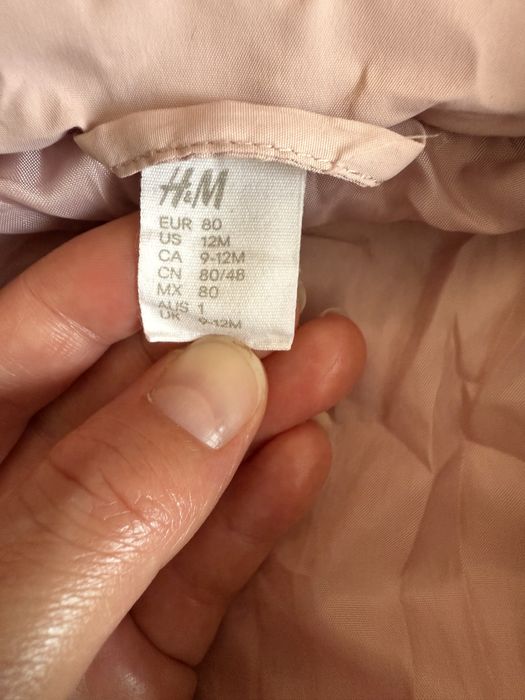 H&M
EUR 80
US 12M
CA 9-12M
CN 80/48
MX 80
AUS 1
UK 9-12M